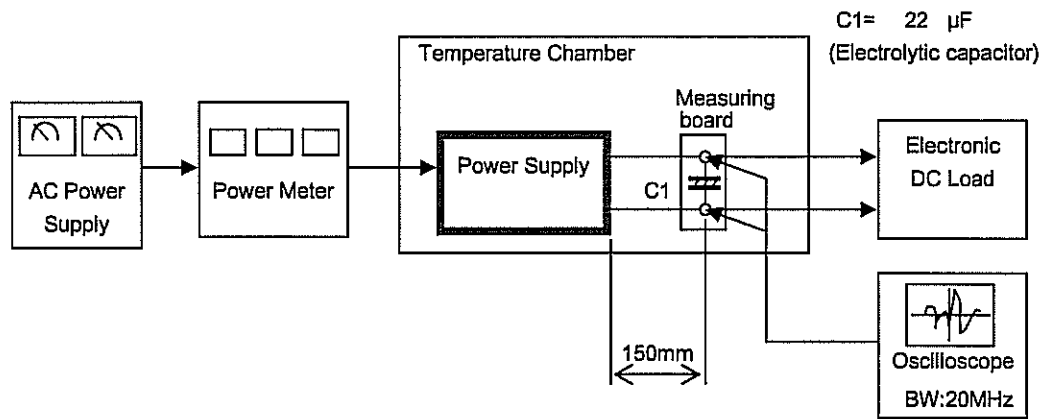 C1= 22 µF
(Electrolytic capacitor)
Temperature Chamber
Measuring
board
AC Power
Supply
Power Meter
Power Supply
C1
Electronic
DC Load
150mm
Oscilloscope
BW:20MHz